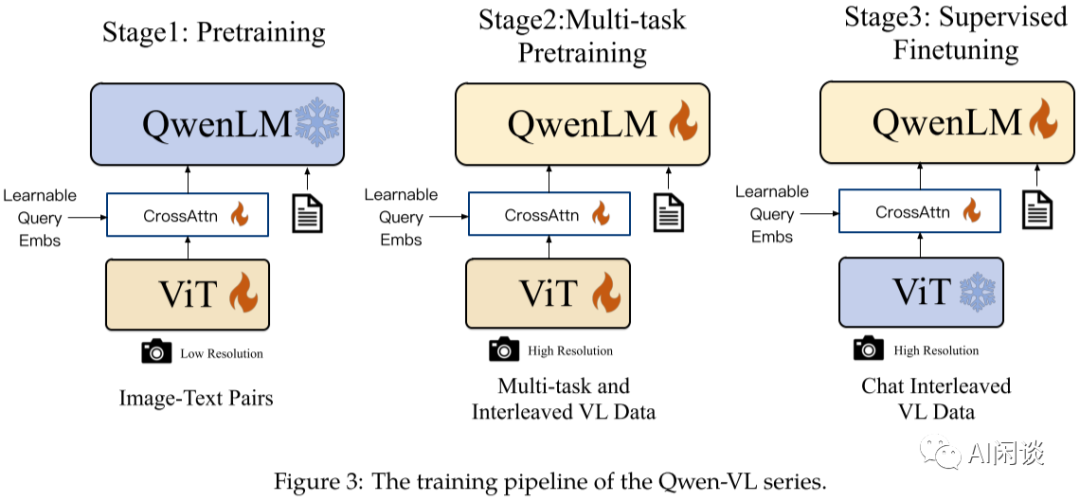 Stage1: Pretraining
QwenLM
Learnable
Query
Embs
CrossAttn
ViT
Low Resolution
Image-Text Pairs
Stage2:Multi-task
Pretraining
QwenLM
Learnable
Query
Embs
CrossAttn
ViT
High Resolution
Multi-task and
Interleaved VL Data
Stage3: Supervised
Finetuning
QwenLM
Learnable
Query
Embs
CrossAttn
ViT
High Resolution
Chat Interleaved
VL Data
AI闲谈
Figure 3: The training pipeline of the Qwen-VL series.